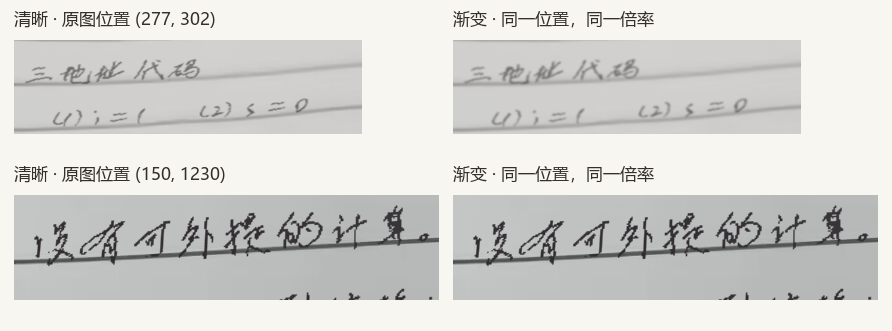 清晰 · 原图位置 (277, 302)
渐变 · 同一位置，同一倍率
三地址代码
(1) i = 1 (2) s = 0
三地址代码
(1) i = 1 (2) s = 0
清晰 · 原图位置 (150, 1230)
渐变 · 同一位置，同一倍率
没有可外提的计算。
没有可外提的计算。